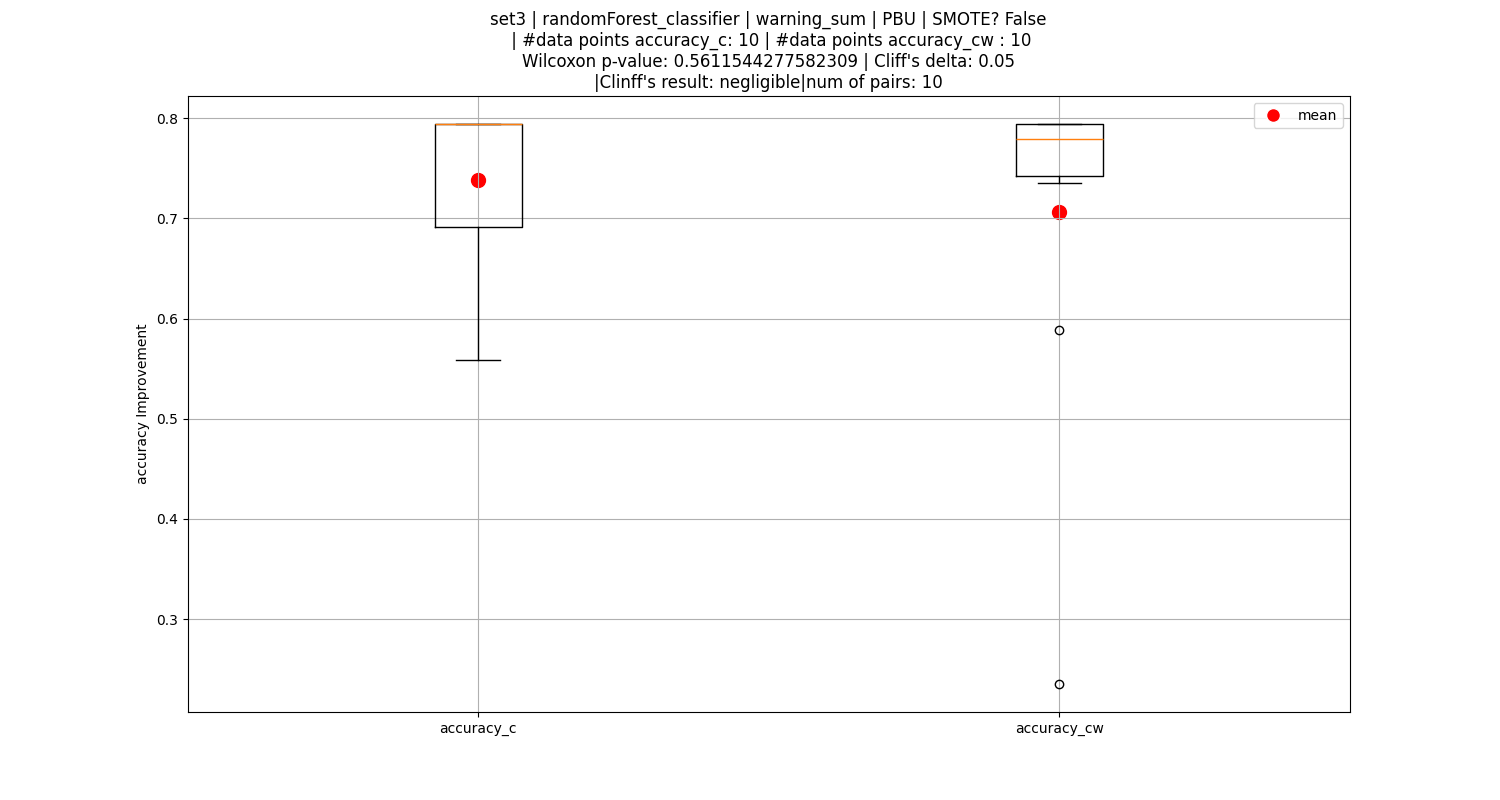 set3 | randomForest_classifier | warning_sum | PBU | SMOTE? False
| #data points accuracy_c: 10 | #data points accuracy_cw : 10
Wilcoxon p-value: 0.5611544277582309 | Cliff's delta: 0.05
|Clinff's result: negligible|num of pairs: 10
mean
0.8
0.7
0.6
0.5
0.4
0.3
accuracy Improvement
accuracy_c
accuracy_cw